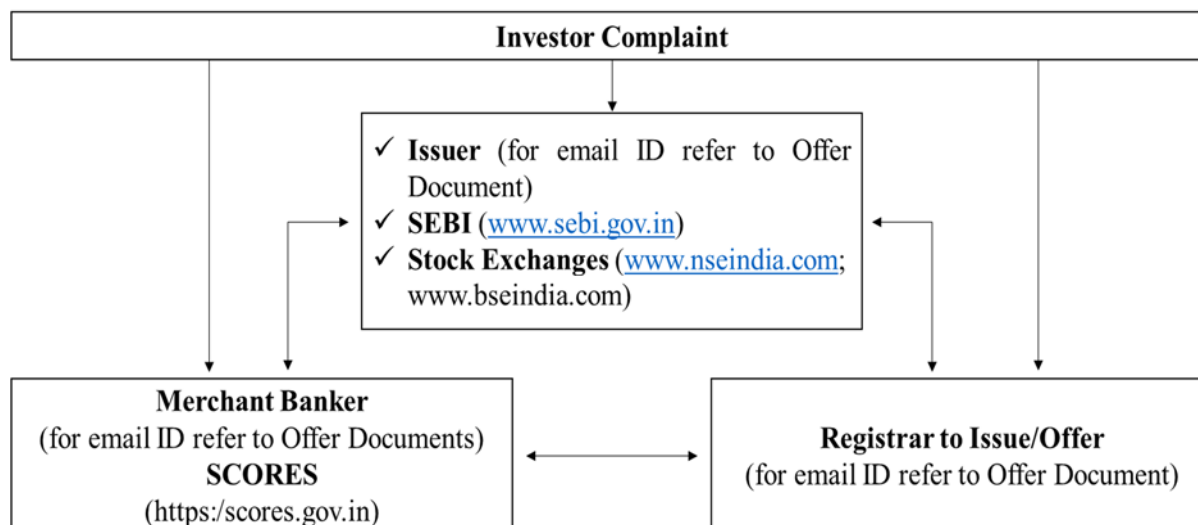 Investor Complaint
✓ Issuer (for email ID refer to Offer
Document)
✓ SEBI (www.sebi.gov.in)
✓ Stock Exchanges (www.nseindia.com;
www.bseindia.com)
Merchant Banker
(for email ID refer to Offer Documents)
SCORES
(https:/scores.gov.in)
Registrar to Issue/Offer
(for email ID refer to Offer Document)